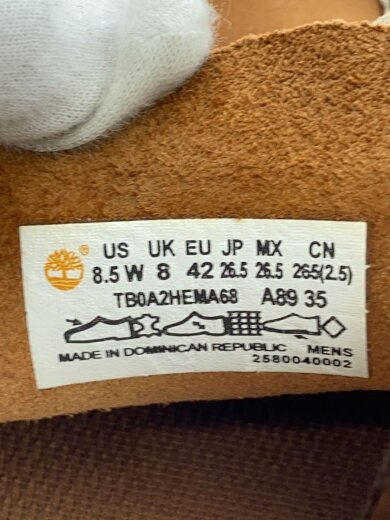 ® US UK EU JP MX CN
8.5 W 8 42 26.5 26.5 265(2.5)
TB0A2HEMA68 A89 35
MADE IN DOMINICAN REPUBLIC MENS
2580040002